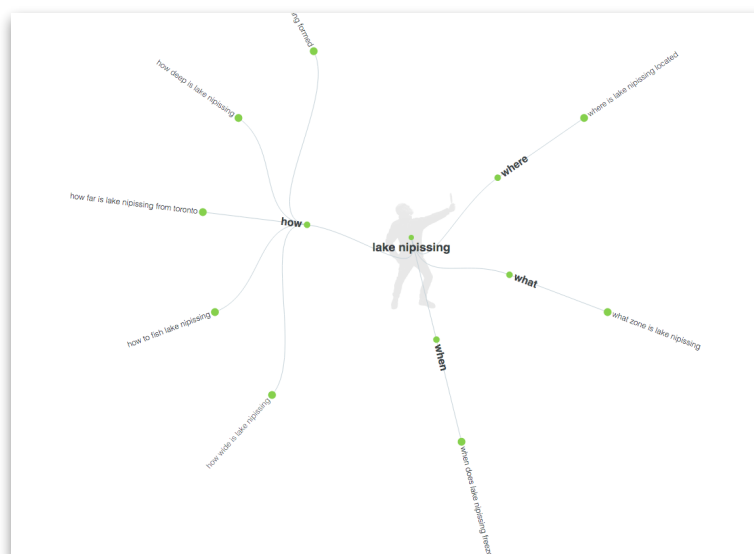 ng formed
how deep is lake nipissing
how far is lake nipissing from toronto
how to fish lake nipissing
how wide is lake nipissing
how
lake nipissing
where
where is lake nipissing located
what
what zone is lake nipissing
when
when does lake nipissing freeze